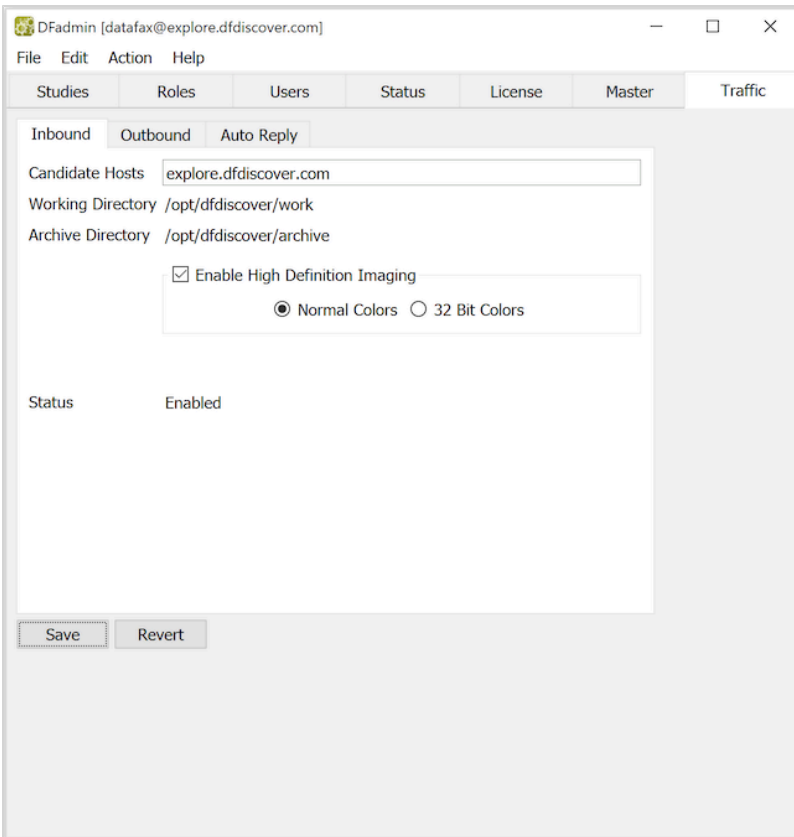 DFadmin [datafax@explore.dfdiscover.com]
File Edit Action Help
Studies Roles Users Status License Master Traffic
Inbound Outbound Auto Reply
Candidate Hosts explore.dfdiscover.com
Working Directory /opt/dfdiscover/work
Archive Directory /opt/dfdiscover/archive
Enable High Definition Imaging
Normal Colors 32 Bit Colors
Status Enabled
Save Revert